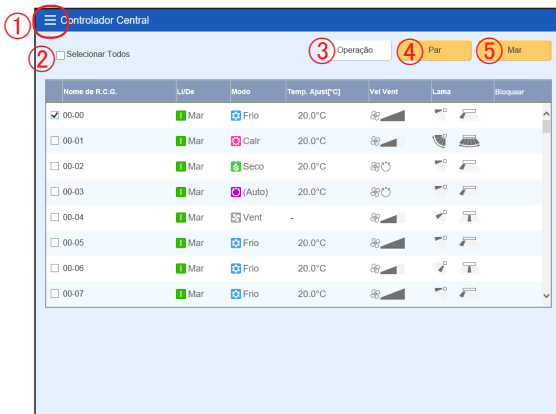 ① ☰ Controlador Central
② Selecionar Todos ③ Operação ④ Par ⑤ Mar
Nome de R.C.G. Li/De Modo Temp. Ajust[°C] Vel Vent Lama Bloquear
00-00 Mar Frio 20.0°C
00-01 Mar Calr 20.0°C
00-02 Mar Seco 20.0°C
00-03 Mar (Auto) 20.0°C
00-04 Mar Vent -
00-05 Mar Frio 20.0°C
00-06 Mar Frio 20.0°C
00-07 Mar Frio 20.0°C